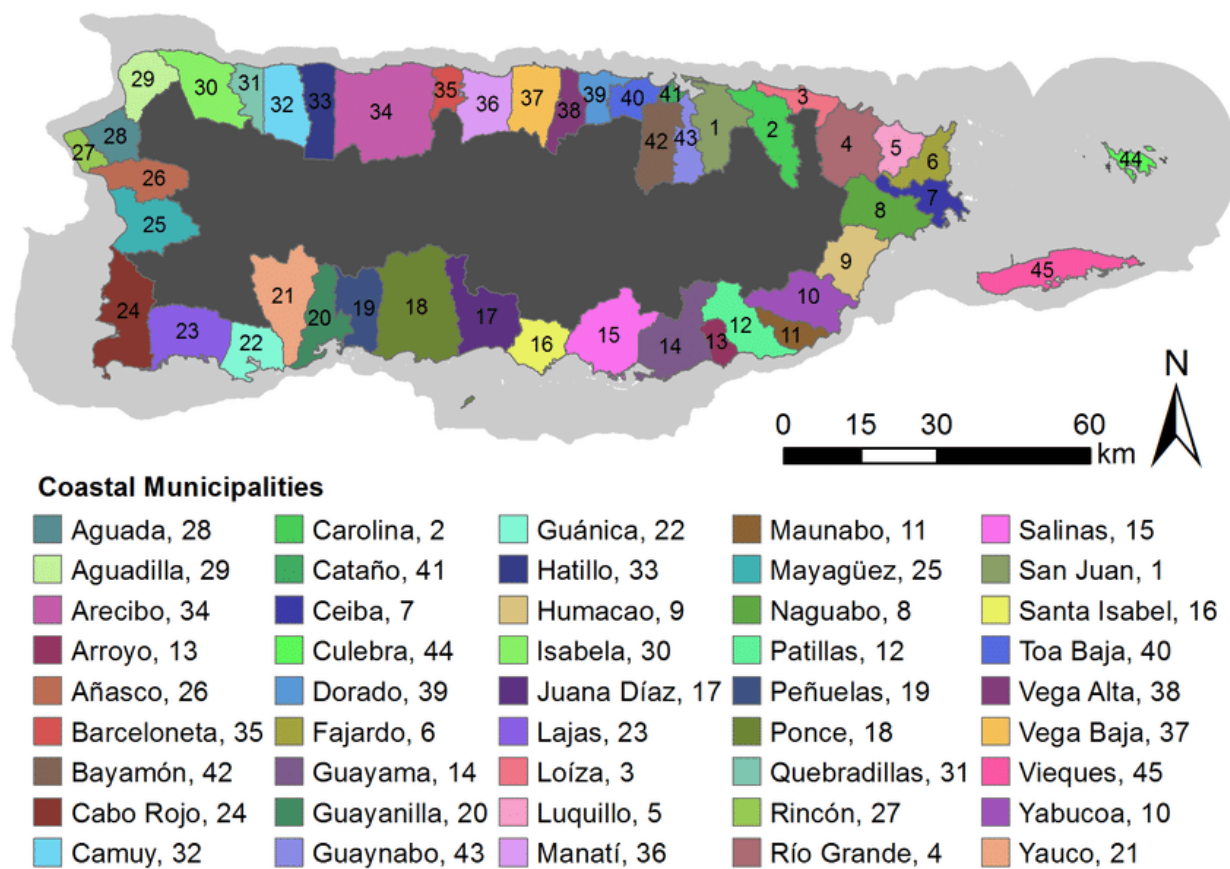 29
30
31
32
33
34
35
36
37
38
39
40
41
42
43
1
2
3
4
5
6
7
8
9
10
11
12
13
14
15
16
17
18
19
20
21
22
23
24
25
26
27
28
44
45
N
0 15 30 60
km
Coastal Municipalities
Aguada, 28
Aguadilla, 29
Arecibo, 34
Arroyo, 13
Añasco, 26
Barceloneta, 35
Bayamón, 42
Cabo Rojo, 24
Camuy, 32
Carolina, 2
Cataño, 41
Ceiba, 7
Culebra, 44
Dorado, 39
Fajardo, 6
Guayama, 14
Guayanilla, 20
Guaynabo, 43
Guánica, 22
Hatillo, 33
Humacao, 9
Isabela, 30
Juana Díaz, 17
Lajas, 23
Loíza, 3
Luquillo, 5
Manatí, 36
Maunabo, 11
Mayagüez, 25
Naguabo, 8
Patillas, 12
Peñuelas, 19
Ponce, 18
Quebradillas, 31
Rincón, 27
Río Grande, 4
Salinas, 15
San Juan, 1
Santa Isabel, 16
Toa Baja, 40
Vega Alta, 38
Vega Baja, 37
Vieques, 45
Yabucoa, 10
Yauco, 21